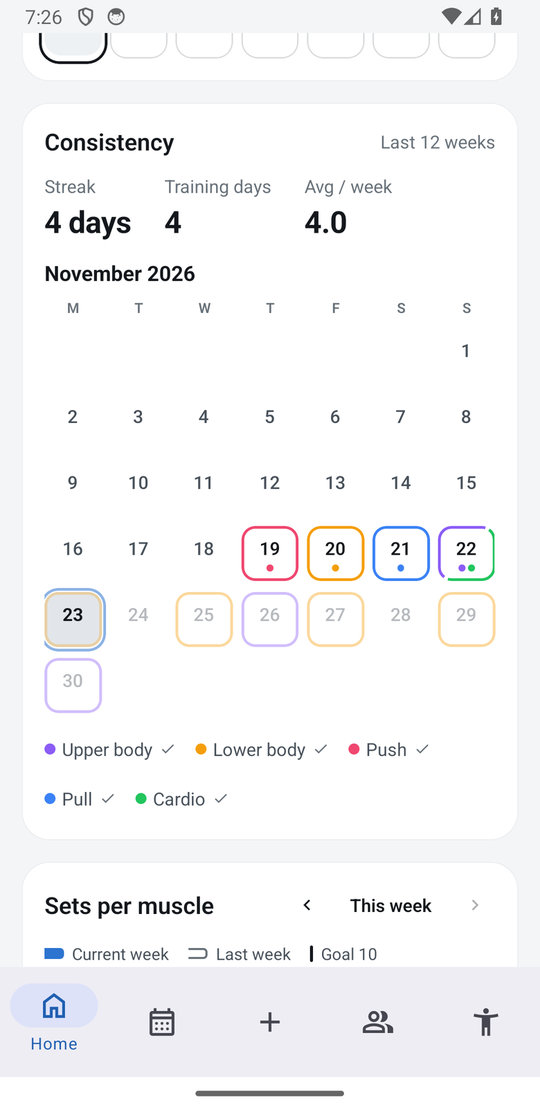 7:26
Consistency
Last 12 weeks
Streak Training days Avg / week
4 days 4 4.0
November 2026
M T W T F S S
1
2 3 4 5 6 7 8
9 10 11 12 13 14 15
16 17 18 19 20 21 22
23 24 25 26 27 28 29
30
Upper body Lower body Push
Pull Cardio
Sets per muscle This week
Current week Last week Goal 10
Home